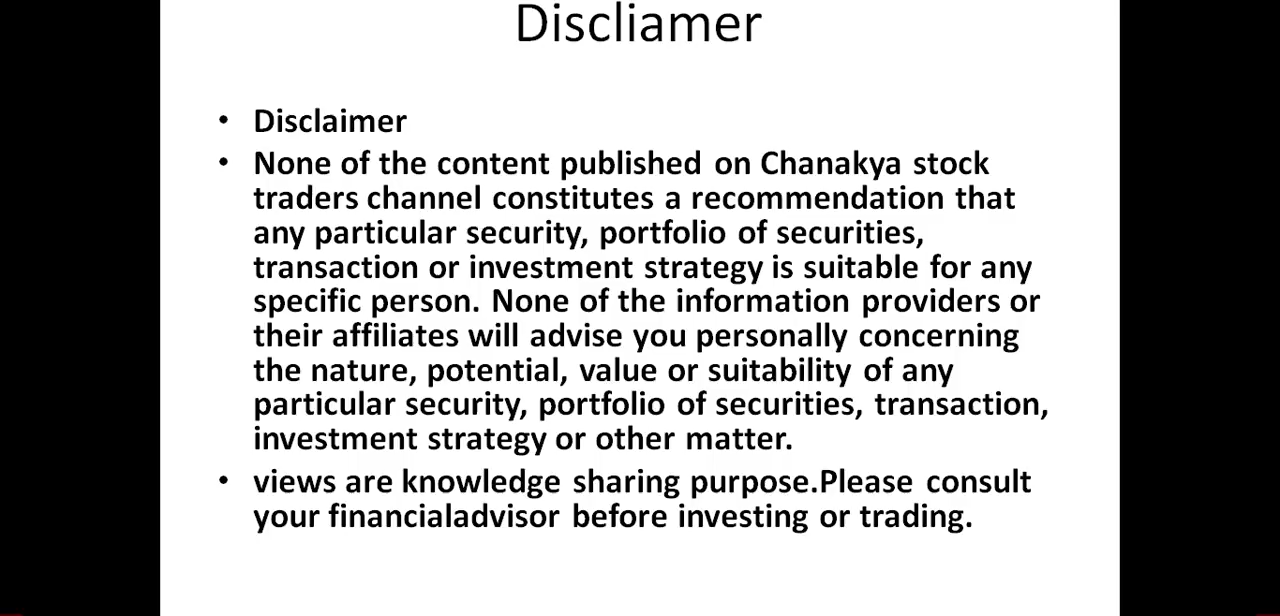 Discliamer
• Disclaimer
• None of the content published on Chanakya stock
traders channel constitutes a recommendation that
any particular security, portfolio of securities,
transaction or investment strategy is suitable for any
specific person. None of the information providers or
their affiliates will advise you personally concerning
the nature, potential, value or suitability of any
particular security, portfolio of securities, transaction,
investment strategy or other matter.
• views are knowledge sharing purpose.Please consult
your financialadvisor before investing or trading.